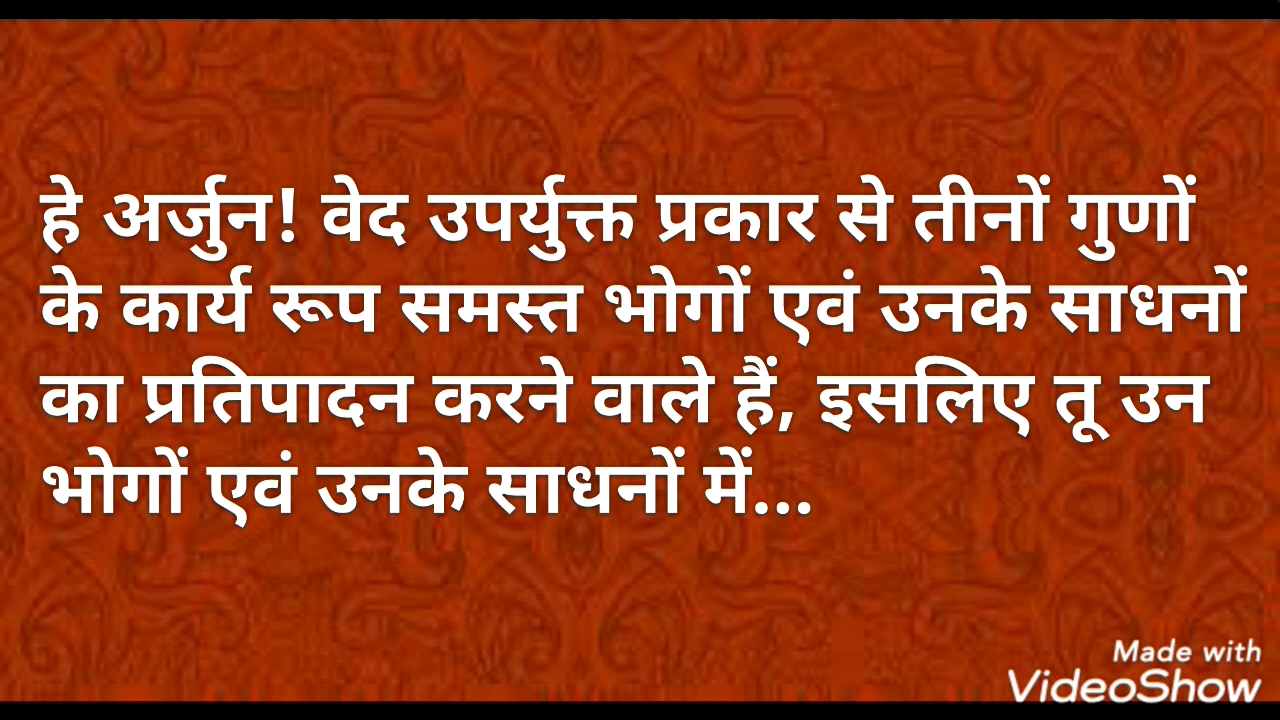 हे अर्जुन! वेद उपर्युक्त प्रकार से तीनों गुणों
के कार्य रूप समस्त भोगों एवं उनके साधनों
का प्रतिपादन करने वाले हैं, इसलिए तू उन
भोगों एवं उनके साधनों में...
Made with
VideoShow